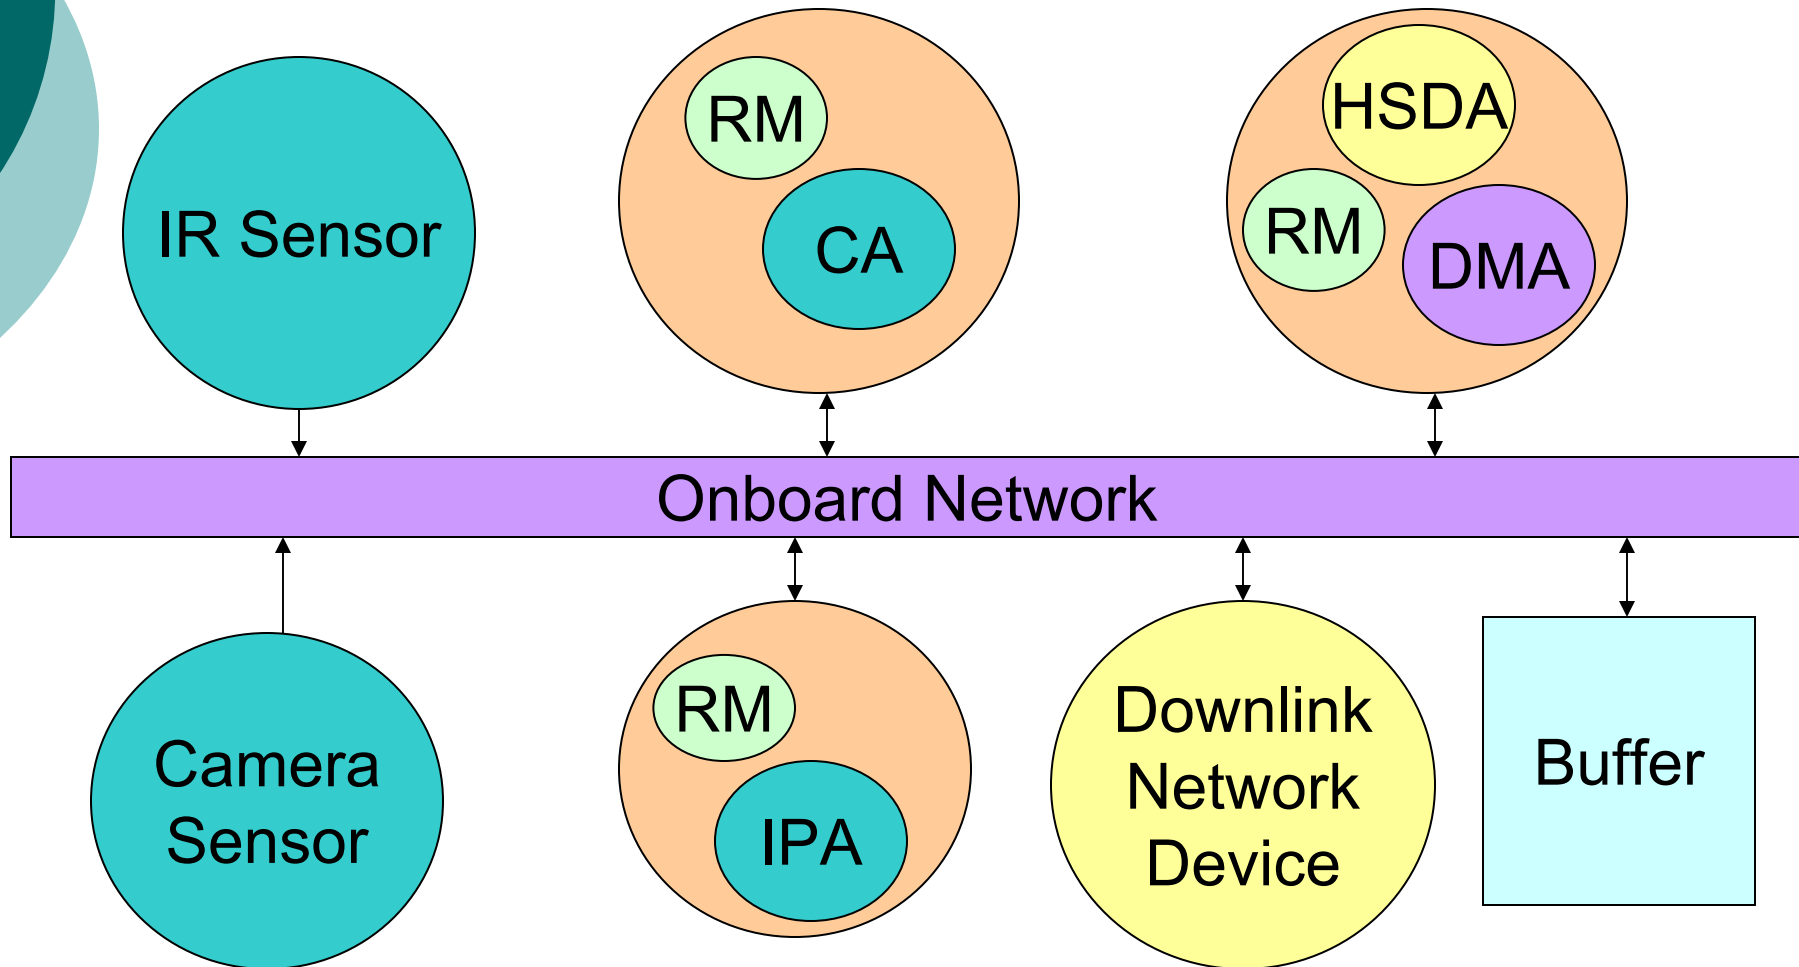 IR Sensor
RM
CA
HSDA
RM
DMA
Onboard Network
Camera
Sensor
RM
IPA
Downlink
Network
Device
Buffer